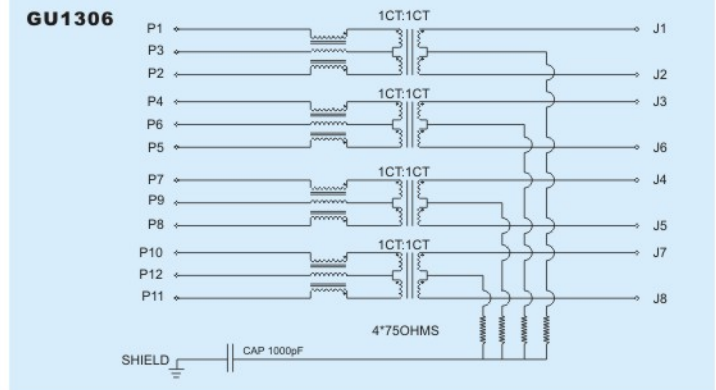 GU1306
1CT:1CT
P1 J1
P3
P2 J2
1CT:1CT
P4 J3
P6
P5 J6
1CT:1CT
P7 J4
P9
P8 J5
1CT:1CT
P10 J7
P12
P11 J8
4*75OHMS
CAP 1000pF
SHIELD